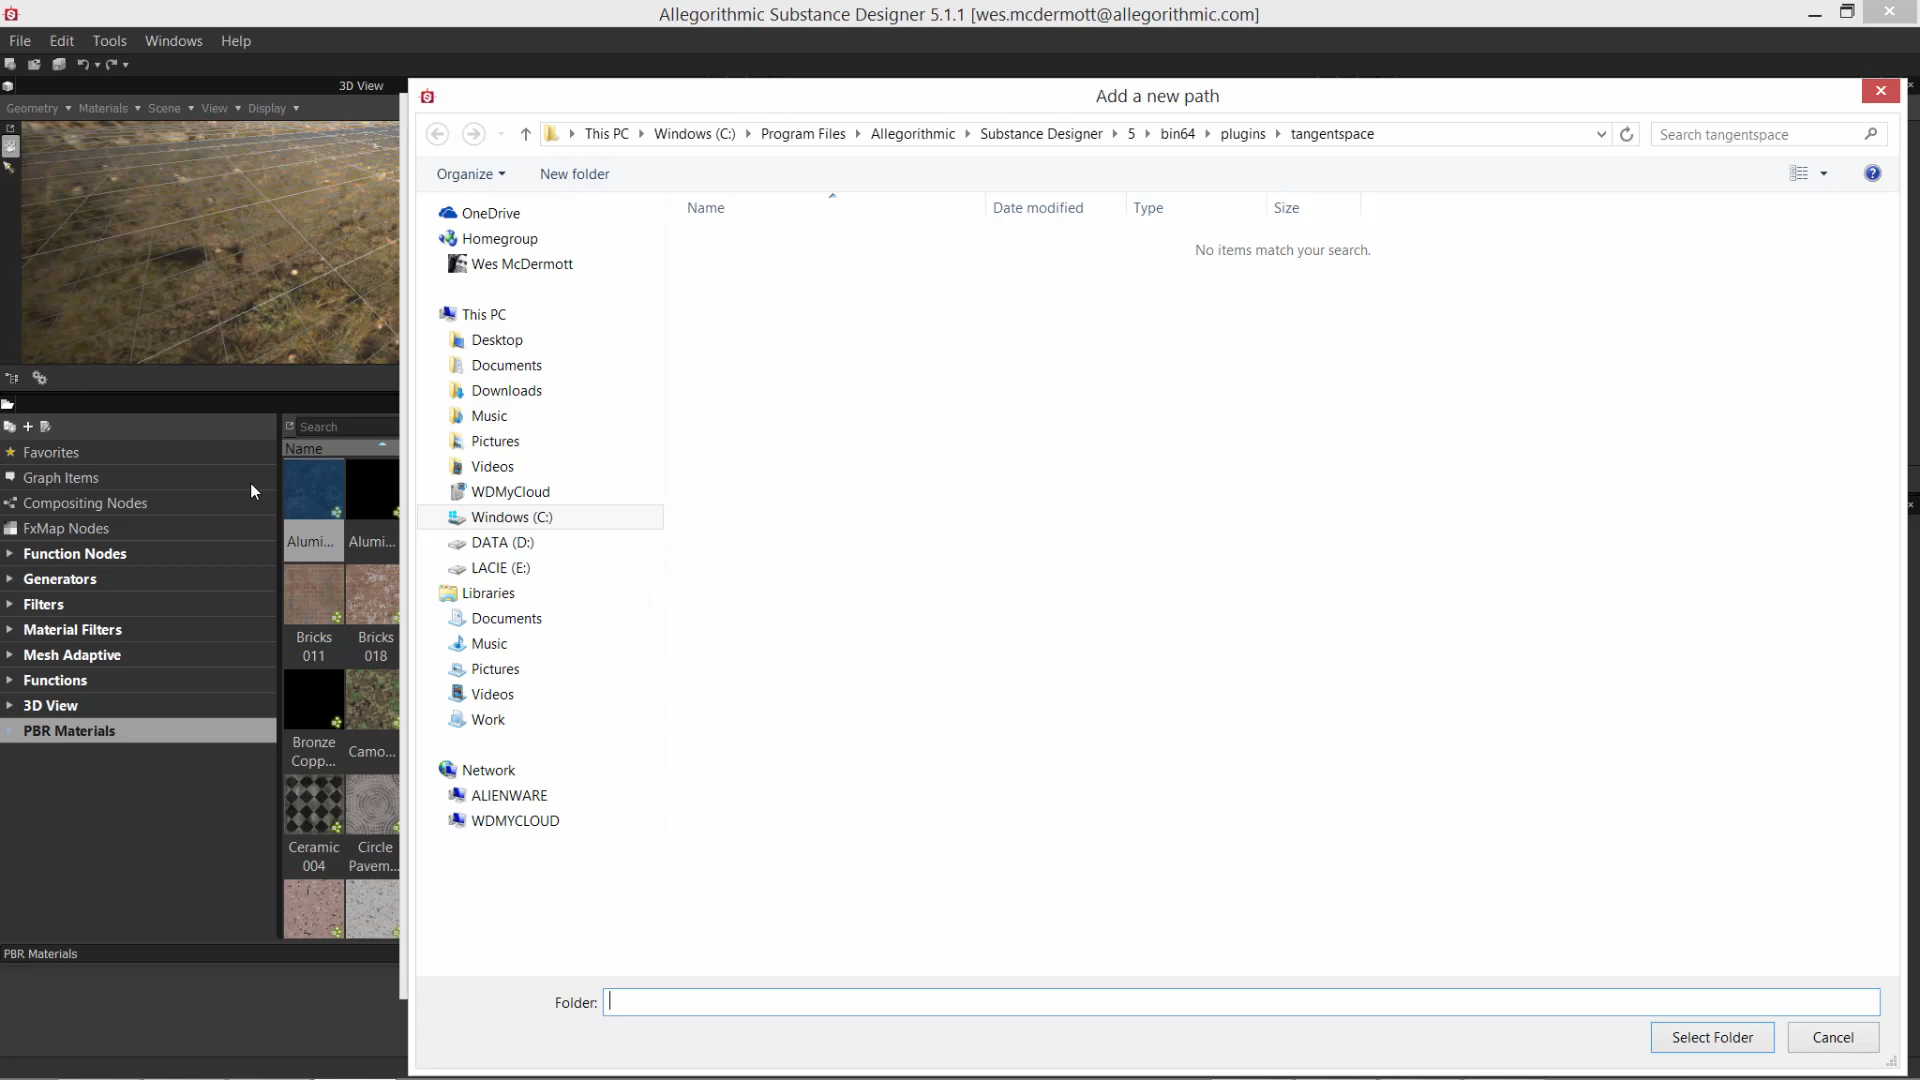 Allegorithmic Substance Designer 5.1.1 [wes.mcdermott@allegorithmic.com]
File Edit Tools Windows Help
3D View
Geometry Materials Scene View Display
Add a new path
This PC Windows (C:) Program Files Allegorithmic Substance Designer 5 bin64 plugins tangentspace
Search tangentspace
Organize New folder
Name Date modified Type Size
No items match your search.
OneDrive
Homegroup
Wes McDermott
This PC
Desktop
Documents
Downloads
Music
Pictures
Videos
WDMyCloud
Windows (C:)
DATA (D:)
LACIE (E:)
Libraries
Documents
Music
Pictures
Videos
Work
Network
ALIENWARE
WDMYCLOUD
Folder:
Select Folder Cancel
Favorites
Graph Items
Compositing Nodes
FxMap Nodes
Function Nodes
Generators
Filters
Material Filters
Mesh Adaptive
Functions
3D View
PBR Materials
Search
Name
Alumi... Alumi...
Bricks Bricks
011 018
Bronze
Copp... Camo...
Ceramic Circle
004 Pavem...
PBR Materials